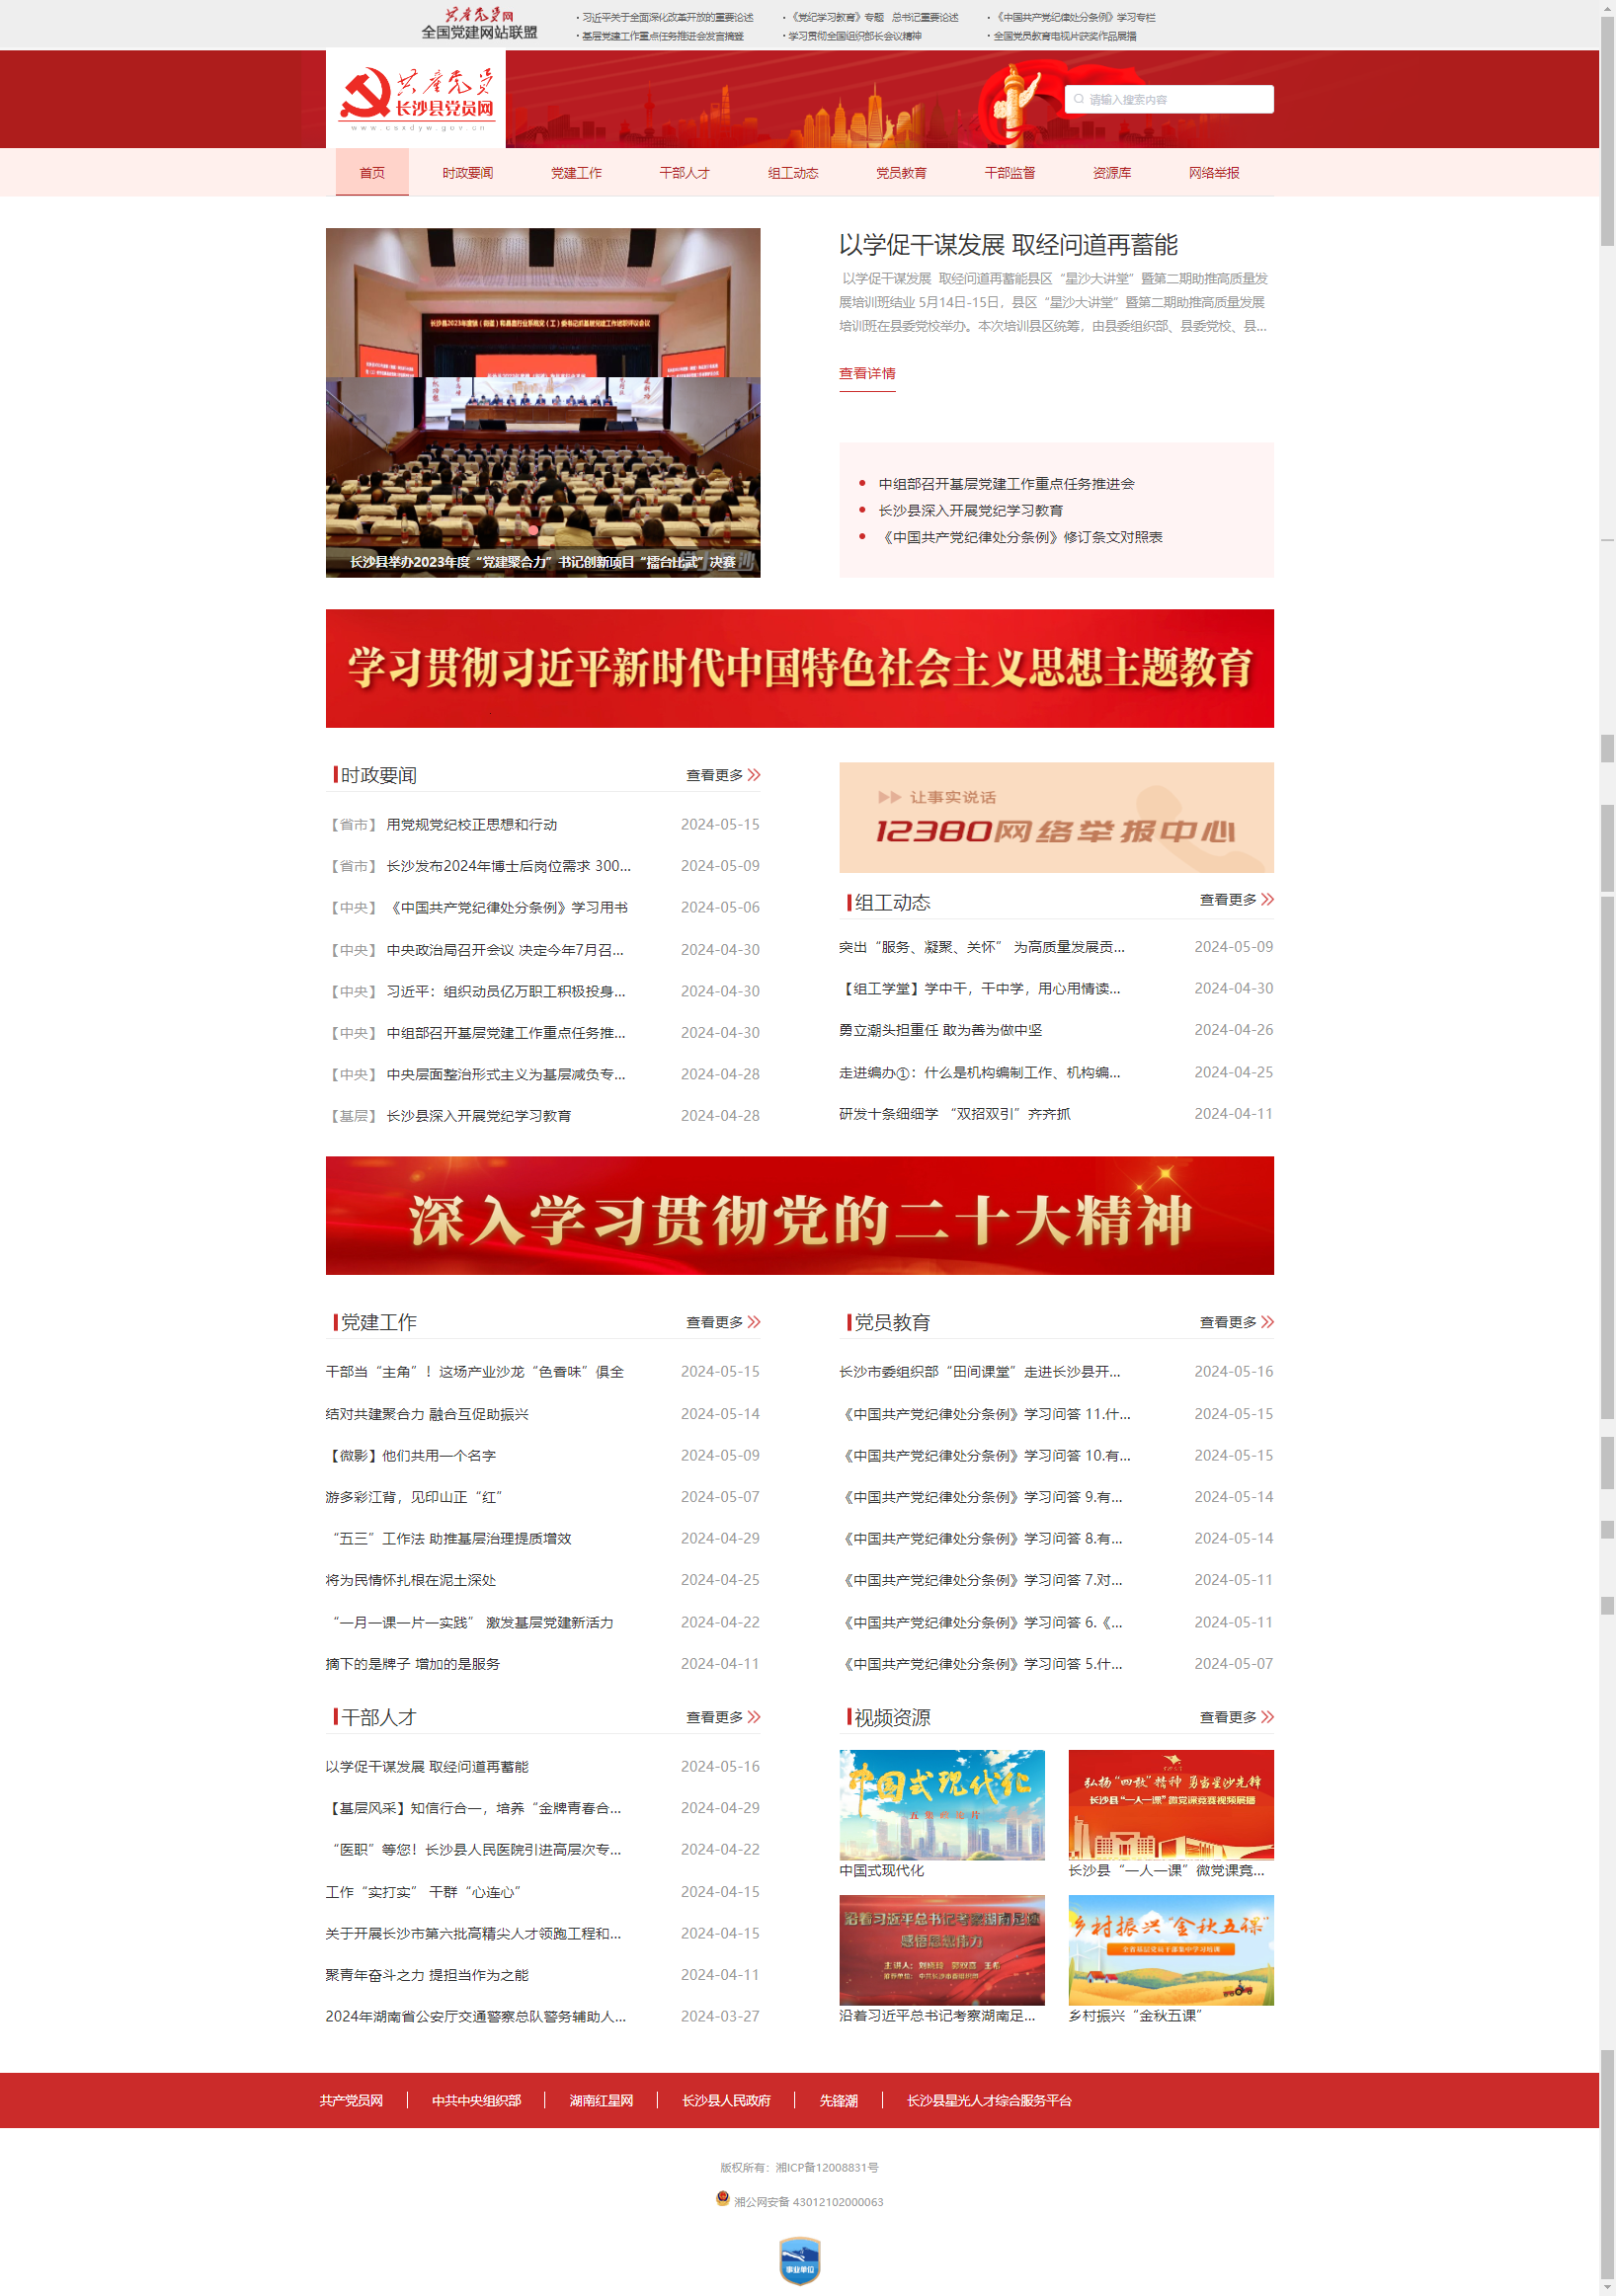 共产党员网
全国党建网站联盟
· 习近平关于全面深化改革开放的重要论述
· 《党纪学习教育》专题 总书记重要论述
· 《中国共产党纪律处分条例》学习专栏
· 基层党建工作重点任务推进会发言摘登
· 学习贯彻全国组织部长会议精神
· 全国党员教育电视片获奖作品展播
共产党员
长沙县党员网
www.csxdyw.gov.cn
请输入搜索内容
首页 时政要闻 党建工作 干部人才 组工动态 党员教育 干部监督 资源库 网络举报
长沙县举办2023年度“党建聚合力”书记创新项目“擂台比武”决赛
以学促干谋发展 取经问道再蓄能
以学促干谋发展 取经问道再蓄能县区“星沙大讲堂”暨第二期助推高质量发
展培训班结业 5月14日-15日，县区“星沙大讲堂”暨第二期助推高质量发展
培训班在县委党校举办。本次培训县区统筹，由县委组织部、县委党校、县...
查看详情
中组部召开基层党建工作重点任务推进会
长沙县深入开展党纪学习教育
《中国共产党纪律处分条例》修订条文对照表
学习贯彻习近平新时代中国特色社会主义思想主题教育
时政要闻 查看更多
【省市】 用党规党纪校正思想和行动 2024-05-15
【省市】 长沙发布2024年博士后岗位需求 300... 2024-05-09
【中央】 《中国共产党纪律处分条例》学习用书 2024-05-06
【中央】 中央政治局召开会议 决定今年7月召... 2024-04-30
【中央】 习近平：组织动员亿万职工积极投身... 2024-04-30
【中央】 中组部召开基层党建工作重点任务推... 2024-04-30
【中央】 中央层面整治形式主义为基层减负专... 2024-04-28
【基层】 长沙县深入开展党纪学习教育 2024-04-28
让事实说话
12380网络举报中心
组工动态 查看更多
突出“服务、凝聚、关怀” 为高质量发展贡... 2024-05-09
【组工学堂】学中干，干中学，用心用情读... 2024-04-30
勇立潮头担重任 敢为善为做中坚 2024-04-26
走进编办①：什么是机构编制工作、机构编... 2024-04-25
研发十条细细学 “双招双引”齐齐抓 2024-04-11
深入学习贯彻党的二十大精神
党建工作 查看更多
干部当“主角”！这场产业沙龙“色香味”俱全 2024-05-15
结对共建聚合力 融合互促助振兴 2024-05-14
【微影】他们共用一个名字 2024-05-09
游多彩江背，见印山正“红” 2024-05-07
“五三”工作法 助推基层治理提质增效 2024-04-29
将为民情怀扎根在泥土深处 2024-04-25
“一月一课一片一实践” 激发基层党建新活力 2024-04-22
摘下的是牌子 增加的是服务 2024-04-11
党员教育 查看更多
长沙市委组织部“田间课堂”走进长沙县开... 2024-05-16
《中国共产党纪律处分条例》学习问答 11.什... 2024-05-15
《中国共产党纪律处分条例》学习问答 10.有... 2024-05-15
《中国共产党纪律处分条例》学习问答 9.有... 2024-05-14
《中国共产党纪律处分条例》学习问答 8.有... 2024-05-14
《中国共产党纪律处分条例》学习问答 7.对... 2024-05-11
《中国共产党纪律处分条例》学习问答 6.《... 2024-05-11
《中国共产党纪律处分条例》学习问答 5.什... 2024-05-07
干部人才 查看更多
以学促干谋发展 取经问道再蓄能 2024-05-16
【基层风采】知信行合一，培养“金牌青春合... 2024-04-29
“医职”等您！长沙县人民医院引进高层次专... 2024-04-22
工作“实打实” 干群“心连心” 2024-04-15
关于开展长沙市第六批高精尖人才领跑工程和... 2024-04-15
聚青年奋斗之力 提担当作为之能 2024-04-11
2024年湖南省公安厅交通警察总队警务辅助人... 2024-03-27
视频资源 查看更多
中国式现代化
中国式现代化
弘扬“四敢”精神 勇当星沙先锋
长沙县“一人一课”微党课竞赛视频展播
长沙县“一人一课”微党课竞...
沿着习近平总书记考察湖南足迹
感悟思想伟力
沿着习近平总书记考察湖南足...
乡村振兴“金秋五课”
乡村振兴“金秋五课”
共产党员网 中共中央组织部 湖南红星网 长沙县人民政府 先锋潮 长沙县星光人才综合服务平台
版权所有：湘ICP备12008831号
湘公网安备 43012102000063
事业单位